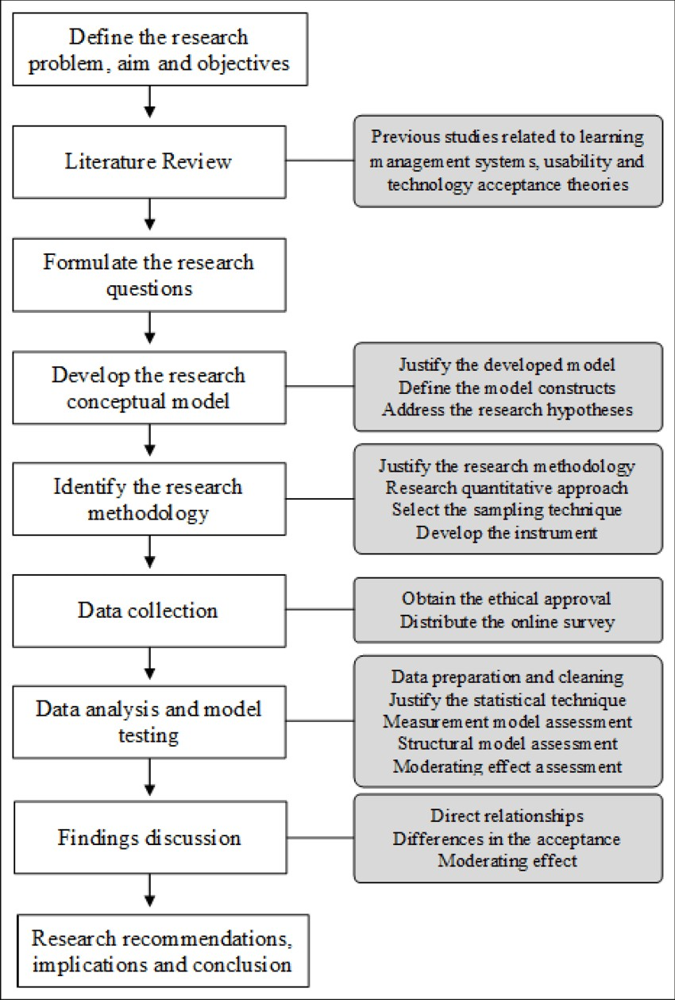 Define the research
problem, aim and objectives
Literature Review
Previous studies related to learning
management systems, usability and
technology acceptance theories
Formulate the research
questions
Develop the research
conceptual model
Justify the developed model
Define the model constructs
Address the research hypotheses
Identify the research
methodology
Justify the research methodology
Research quantitative approach
Select the sampling technique
Develop the instrument
Data collection
Obtain the ethical approval
Distribute the online survey
Data analysis and model
testing
Data preparation and cleaning
Justify the statistical technique
Measurement model assessment
Structural model assessment
Moderating effect assessment
Findings discussion
Direct relationships
Differences in the acceptance
Moderating effect
Research recommendations,
implications and conclusion